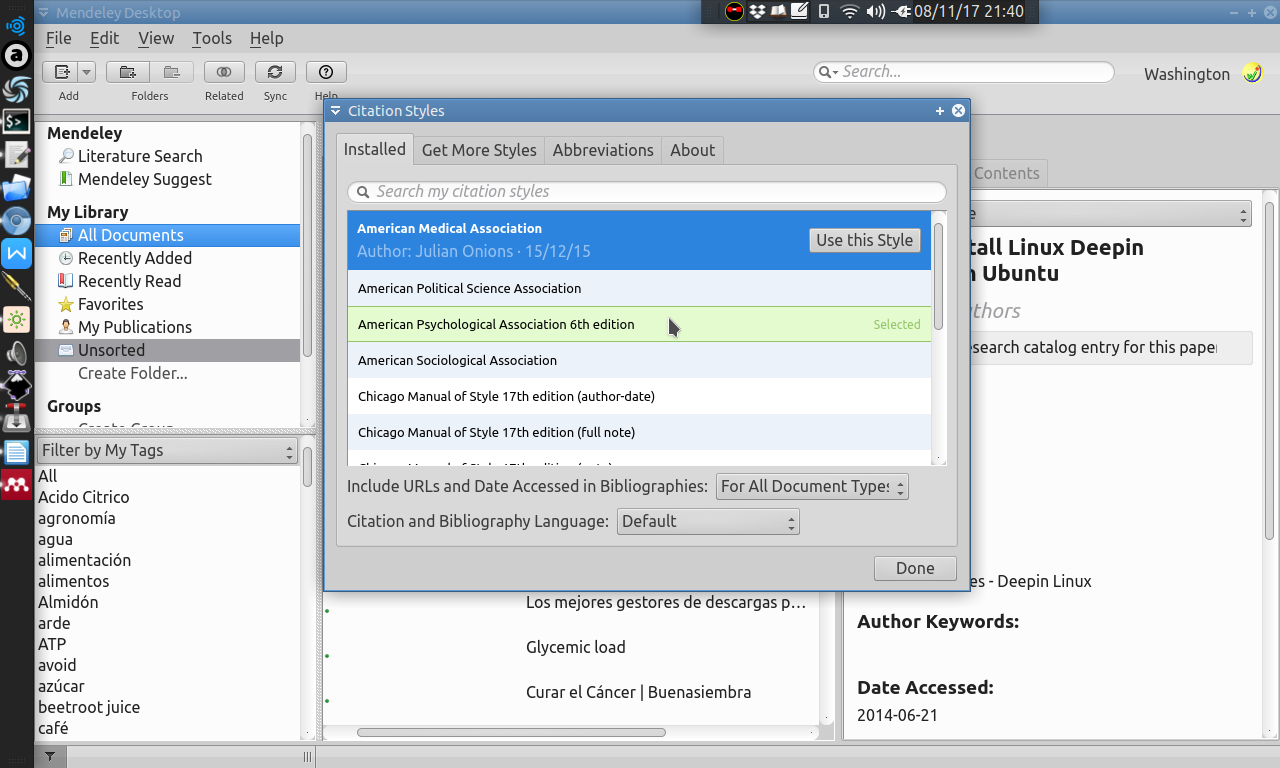 Mendeley Desktop
08/11/17 21:40
File Edit View Tools Help
Search...
Washington
Add Folders Related Sync Help
Mendeley
Literature Search
Mendeley Suggest
My Library
All Documents
Recently Added
Recently Read
Favorites
My Publications
Unsorted
Create Folder...
Groups
Filter by My Tags
All
Acido Citrico
agronomía
agua
alimentación
alimentos
Almidón
arde
ATP
avoid
azúcar
beetroot juice
café
Citation Styles
Installed Get More Styles Abbreviations About
Search my citation styles
American Medical Association
Author: Julian Onions · 15/12/15
Use this Style
American Political Science Association
American Psychological Association 6th edition Selected
American Sociological Association
Chicago Manual of Style 17th edition (author-date)
Chicago Manual of Style 17th edition (full note)
Include URLs and Date Accessed in Bibliographies: For All Document Types
Citation and Bibliography Language: Default
Done
Los mejores gestores de descargas p...
Glycemic load
Curar el Cáncer | Buenasiembra
Contents
tall Linux Deepin
Ubuntu
thors
search catalog entry for this paper
es - Deepin Linux
Author Keywords:
Date Accessed:
2014-06-21